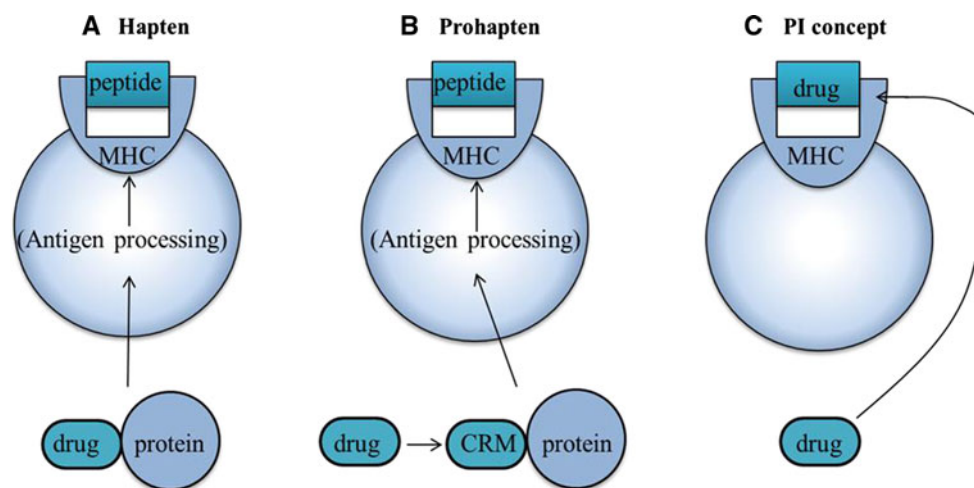 A Hapten
peptide
MHC
(Antigen processing)
drug
protein
B Prohapten
peptide
MHC
(Antigen processing)
drug
CRM
protein
C PI concept
drug
MHC
drug